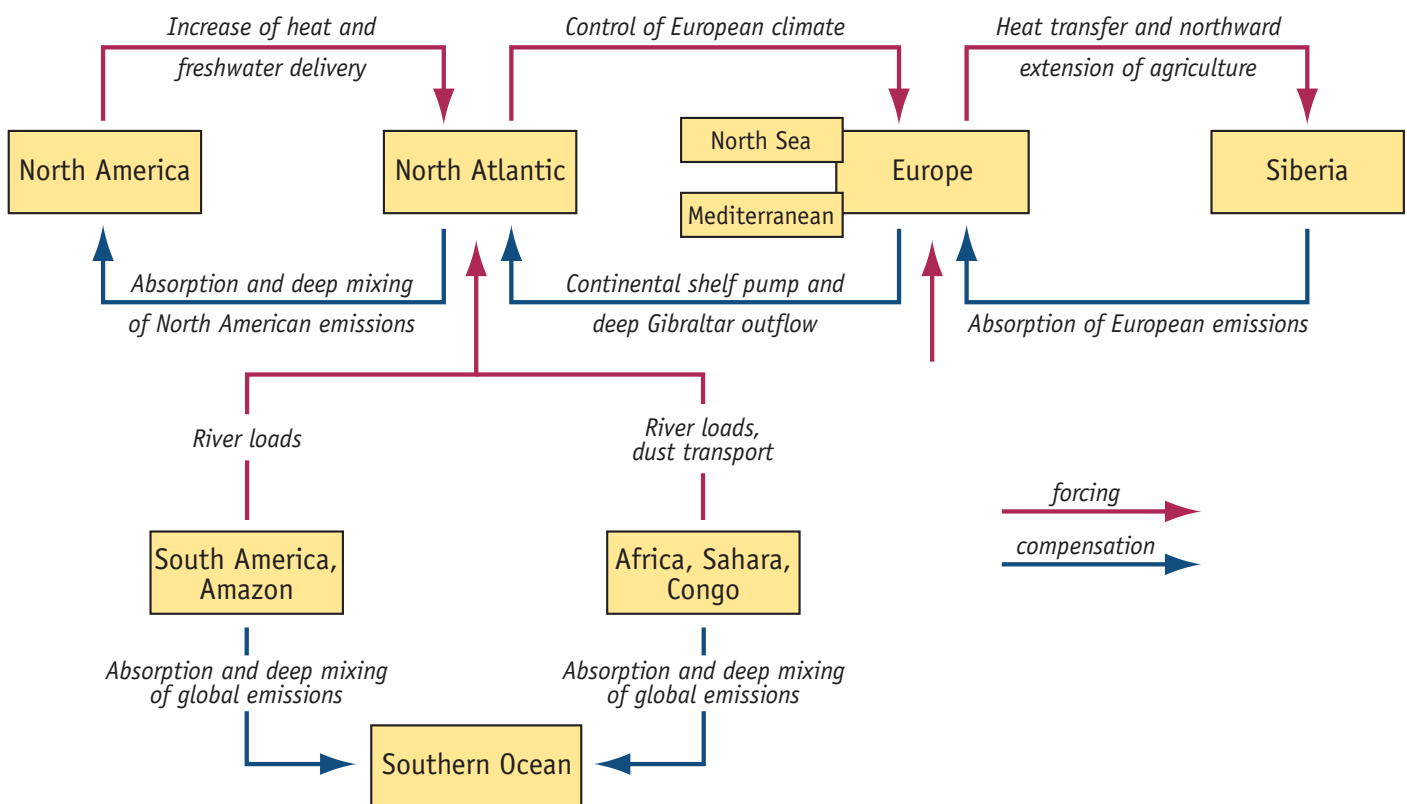 Increase of heat and
freshwater delivery
Control of European climate
Heat transfer and northward
extension of agriculture
North America
North Atlantic
North Sea
Mediterranean
Europe
Siberia
Absorption and deep mixing
of North American emissions
Continental shelf pump and
deep Gibraltar outflow
Absorption of European emissions
River loads
River loads,
dust transport
forcing
compensation
South America,
Amazon
Africa, Sahara,
Congo
Absorption and deep mixing
of global emissions
Absorption and deep mixing
of global emissions
Southern Ocean